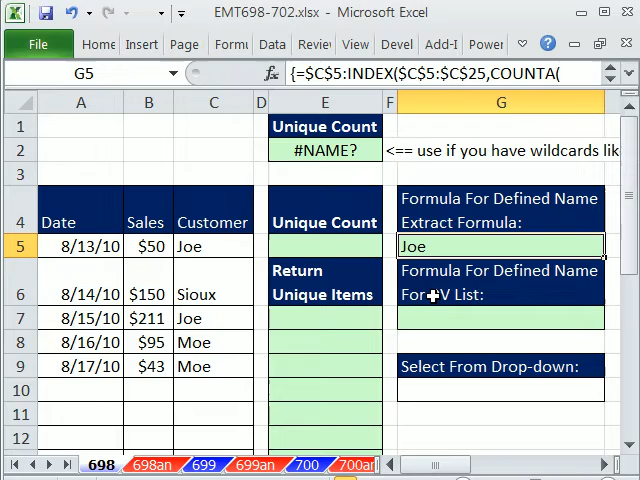 EMT698-702.xlsx - Microsoft Excel
File Home Insert Page Formu Data Devel Add-I Power
G5 fx {=$C$5:INDEX($C$5:$C$25,COUNTA(
A B C D E F G
1 Unique Count
2 #NAME? <== use if you have wildcards lik
3
Formula For Defined Name
4 Date Sales Customer Unique Count Extract Formula:
5 8/13/10 $50 Joe Joe
Return Formula For Defined Name
6 8/14/10 $150 Sioux Unique Items For V List:
7 8/15/10 $211 Joe
8 8/16/10 $95 Moe
9 8/17/10 $43 Moe Select From Drop-down:
10
11
12
698 698an 699 699an 700 700ar